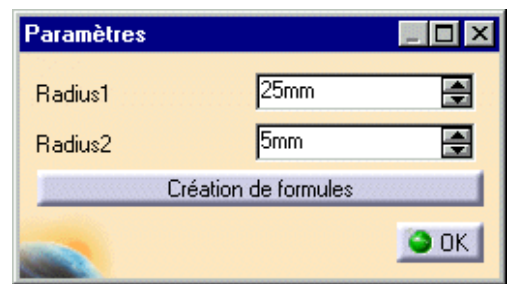 Paramètres
Radius1 25mm
Radius2 5mm
Création de formules
OK